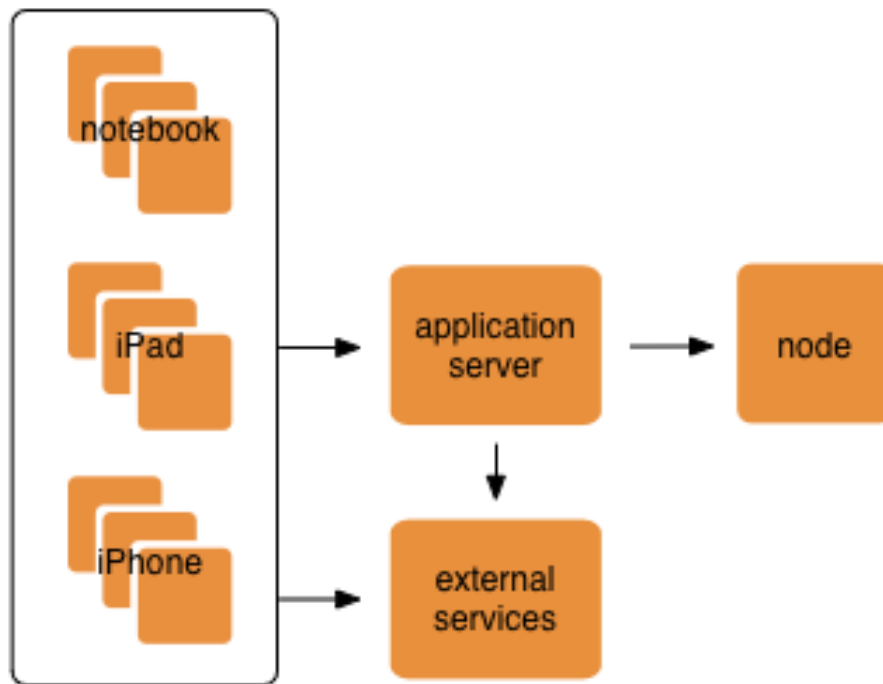 notebook
iPad
iPhone
application
server
node
external
services